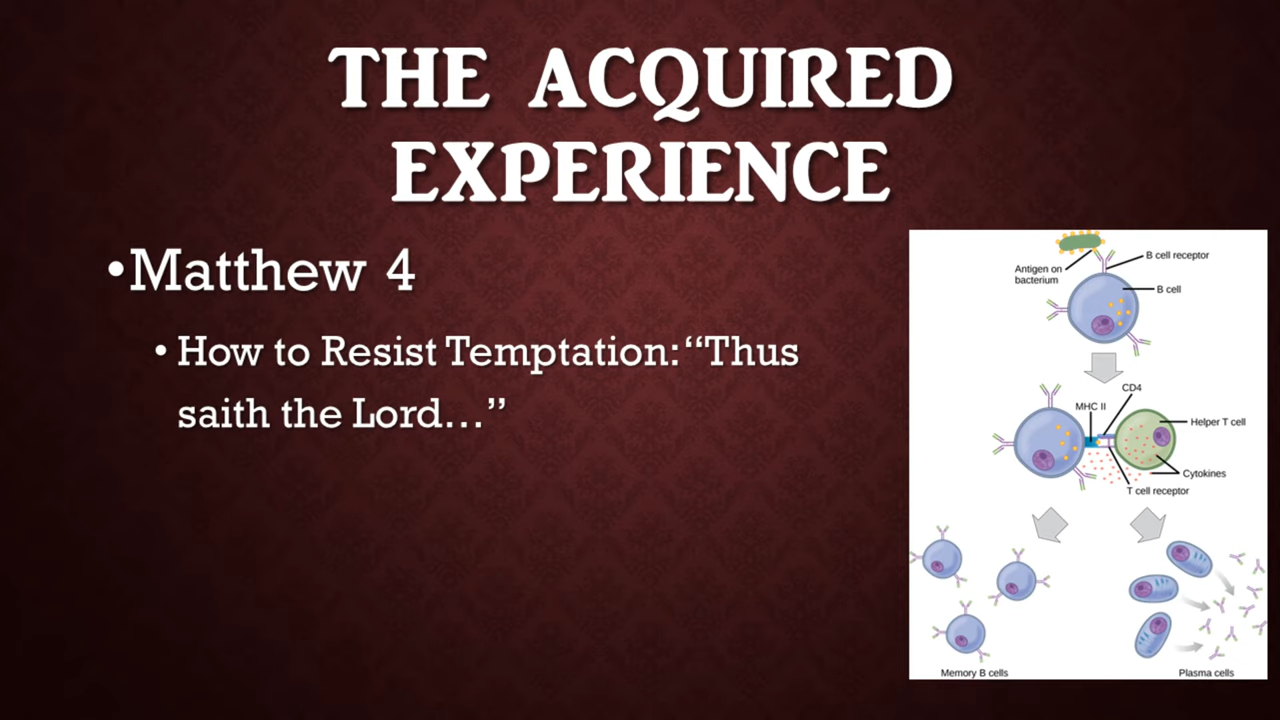 THE ACQUIRED
EXPERIENCE
•Matthew 4
• How to Resist Temptation: “Thus
saith the Lord…”
B cell receptor
Antigen on
bacterium
B cell
CD4
MHC II
Helper T cell
Cytokines
T cell receptor
Memory B cells
Plasma cells